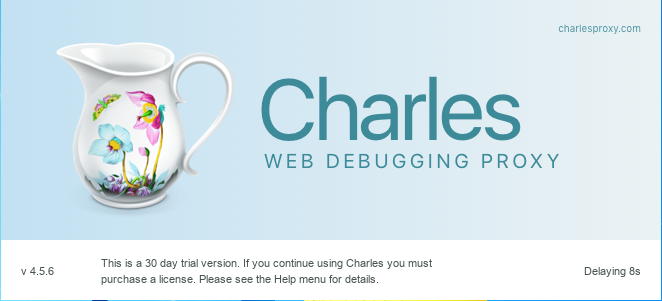 charlesproxy.com
Charles
WEB DEBUGGING PROXY
v 4.5.6
This is a 30 day trial version. If you continue using Charles you must
purchase a license. Please see the Help menu for details.
Delaying 8s